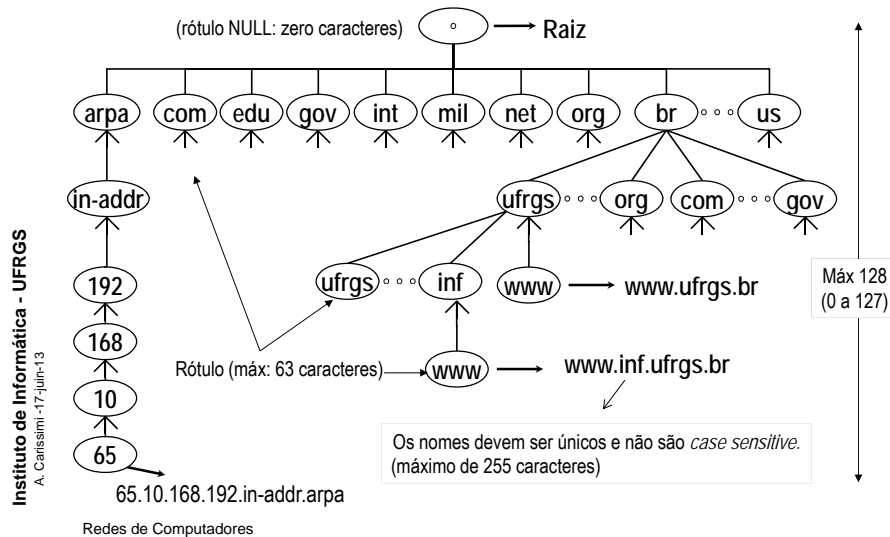 (rótulo NULL: zero caracteres)
Raiz
arpa com edu gov int mil net org br us
in-addr
ufrgs org com gov
192
ufrgs inf www www.ufrgs.br
Máx 128
(0 a 127)
168
Rótulo (máx: 63 caracteres)
www www.inf.ufrgs.br
10
Os nomes devem ser únicos e não são case sensitive.
(máximo de 255 caracteres)
65
65.10.168.192.in-addr.arpa
Instituto de Informática - UFRGS
A. Carissimi -17-juin-13
Redes de Computadores